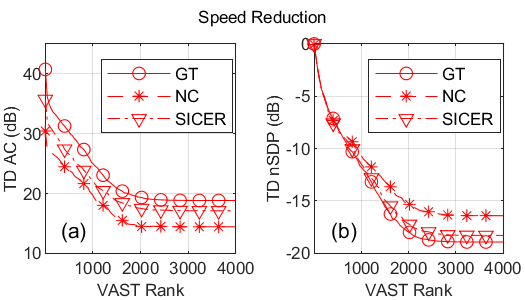 Speed Reduction
TD AC (dB)
40
30
20
10
GT
NC
SICER
(a)
1000 2000 3000 4000
VAST Rank
TD nSDP (dB)
0
-5
-10
-15
-20
GT
NC
SICER
(b)
0 1000 2000 3000 4000
VAST Rank